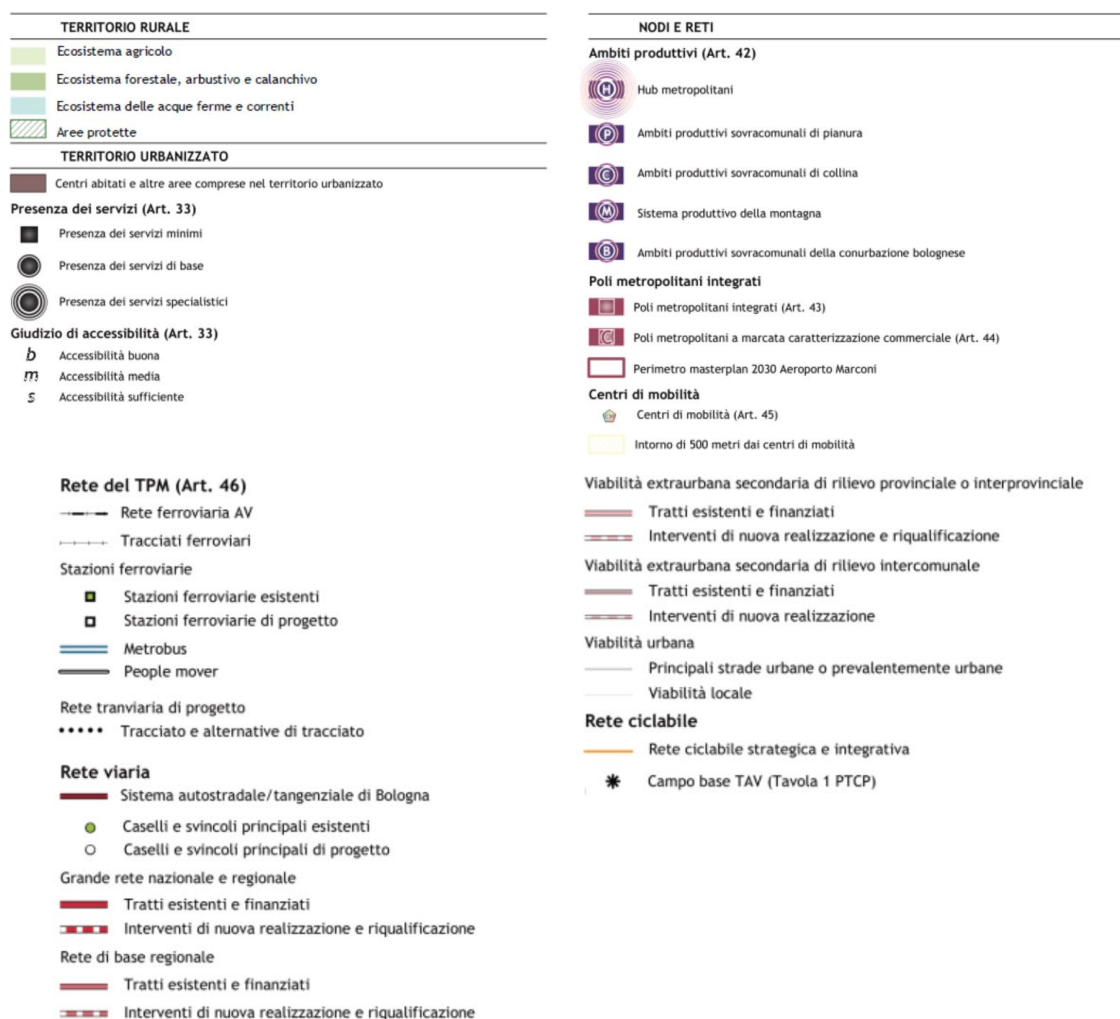 TERRITORIO RURALE
Ecosistema agricolo
Ecosistema forestale, arbustivo e calanchivo
Ecosistema delle acque ferme e correnti
Aree protette
TERRITORIO URBANIZZATO
Centri abitati e altre aree comprese nel territorio urbanizzato
Presenza dei servizi (Art. 33)
Presenza dei servizi minimi
Presenza dei servizi di base
Presenza dei servizi specialistici
Giudizio di accessibilità (Art. 33)
b Accessibilità buona
m Accessibilità media
s Accessibilità sufficiente
NODI E RETI
Ambiti produttivi (Art. 42)
H Hub metropolitani
P Ambiti produttivi sovracomunali di pianura
C Ambiti produttivi sovracomunali di collina
M Sistema produttivo della montagna
B Ambiti produttivi sovracomunali della conurbazione bolognese
Poli metropolitani integrati
Poli metropolitani integrati (Art. 43)
C Poli metropolitani a marcata caratterizzazione commerciale (Art. 44)
Perimetro masterplan 2030 Aeroporto Marconi
Centri di mobilità
Centri di mobilità (Art. 45)
Intorno di 500 metri dai centri di mobilità
Rete del TPM (Art. 46)
Rete ferroviaria AV
Tracciati ferroviari
Stazioni ferroviarie
Stazioni ferroviarie esistenti
Stazioni ferroviarie di progetto
Metrobus
People mover
Rete tranviaria di progetto
Tracciato e alternative di tracciato
Rete viaria
Sistema autostradale/tangenziale di Bologna
Caselli e svincoli principali esistenti
Caselli e svincoli principali di progetto
Grande rete nazionale e regionale
Tratti esistenti e finanziati
Interventi di nuova realizzazione e riqualificazione
Rete di base regionale
Tratti esistenti e finanziati
Interventi di nuova realizzazione e riqualificazione
Viabilità extraurbana secondaria di rilievo provinciale o interprovinciale
Tratti esistenti e finanziati
Interventi di nuova realizzazione e riqualificazione
Viabilità extraurbana secondaria di rilievo intercomunale
Tratti esistenti e finanziati
Interventi di nuova realizzazione
Viabilità urbana
Principali strade urbane o prevalentemente urbane
Viabilità locale
Rete ciclabile
Rete ciclabile strategica e integrativa
Campo base TAV (Tavola 1 PTCP)